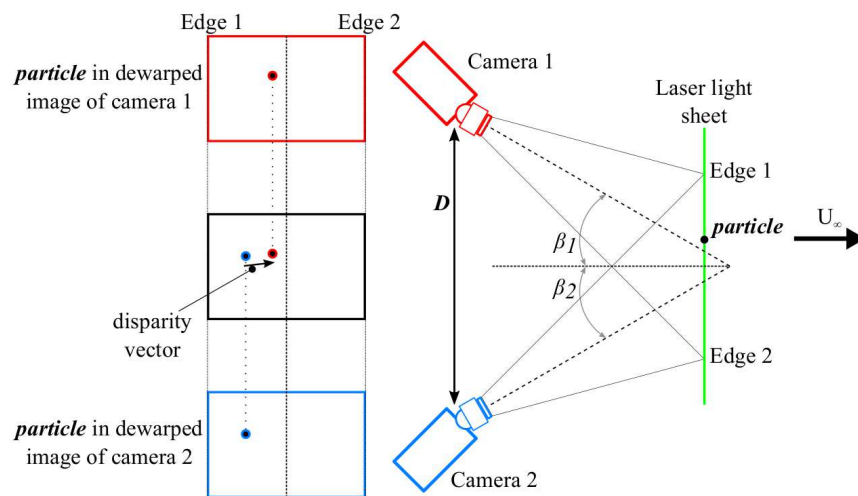 Edge 1
Edge 2
particle in dewarped
image of camera 1
disparity
vector
particle in dewarped
image of camera 2
Camera 1
Laser light
sheet
Edge 1
D
particle
U∞
β1
β2
Edge 2
Camera 2